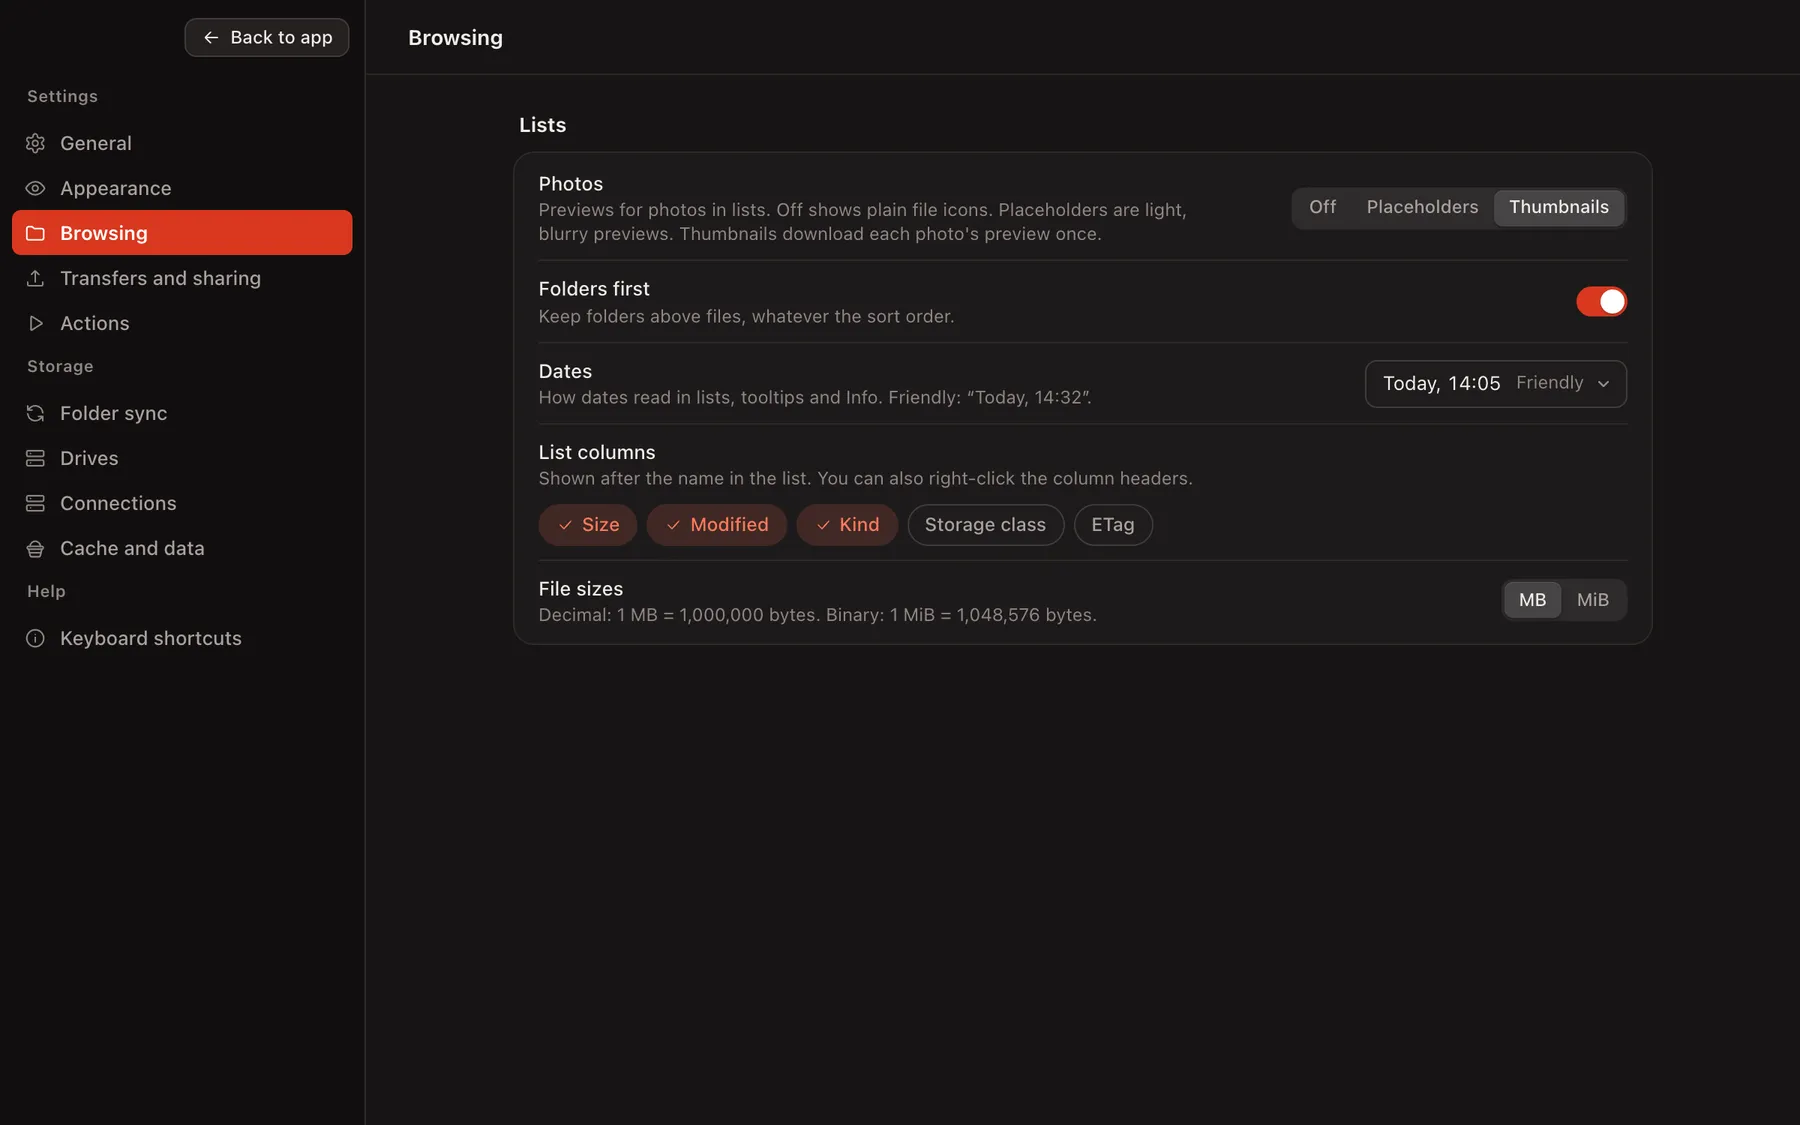 Back to app
Browsing
Settings
General
Appearance
Browsing
Transfers and sharing
Actions
Storage
Folder sync
Drives
Connections
Cache and data
Help
Keyboard shortcuts
Lists
Photos
Previews for photos in lists. Off shows plain file icons. Placeholders are light,
blurry previews. Thumbnails download each photo's preview once.
Off Placeholders Thumbnails
Folders first
Keep folders above files, whatever the sort order.
Dates
How dates read in lists, tooltips and Info. Friendly: “Today, 14:32”.
Today, 14:05 Friendly
List columns
Shown after the name in the list. You can also right-click the column headers.
Size Modified Kind Storage class ETag
File sizes
Decimal: 1 MB = 1,000,000 bytes. Binary: 1 MiB = 1,048,576 bytes.
MB MiB